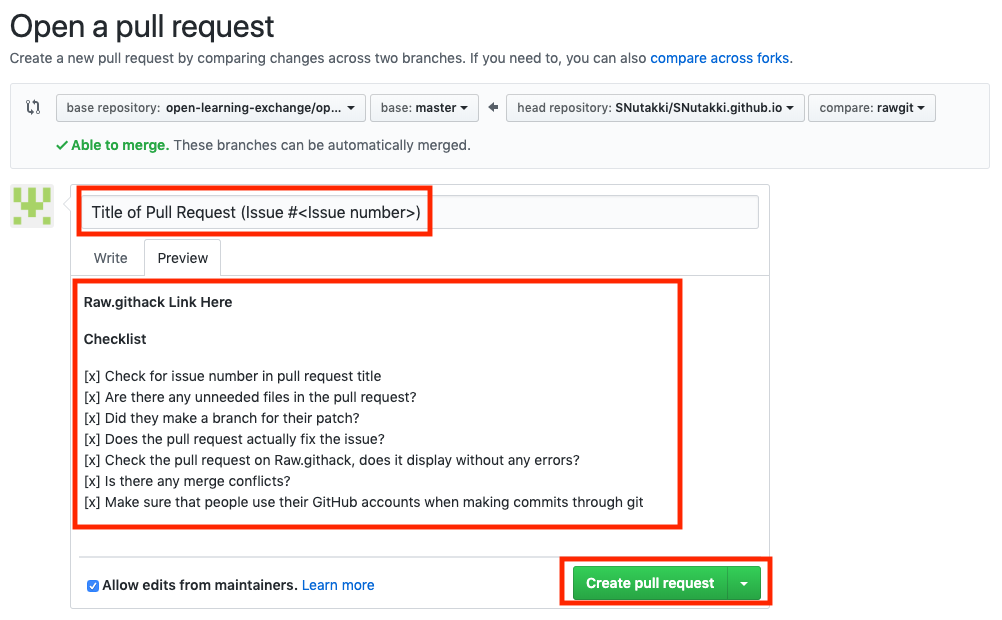 Open a pull request
Create a new pull request by comparing changes across two branches. If you need to, you can also compare across forks.
base repository: open-learning-exchange/op... base: master head repository: SNutakki/SNutakki.github.io compare: rawgit
Able to merge. These branches can be automatically merged.
Title of Pull Request (Issue #<Issue number>)
Write Preview
Raw.githack Link Here
Checklist
[x] Check for issue number in pull request title
[x] Are there any unneeded files in the pull request?
[x] Did they make a branch for their patch?
[x] Does the pull request actually fix the issue?
[x] Check the pull request on Raw.githack, does it display without any errors?
[x] Is there any merge conflicts?
[x] Make sure that people use their GitHub accounts when making commits through git
Allow edits from maintainers. Learn more
Create pull request